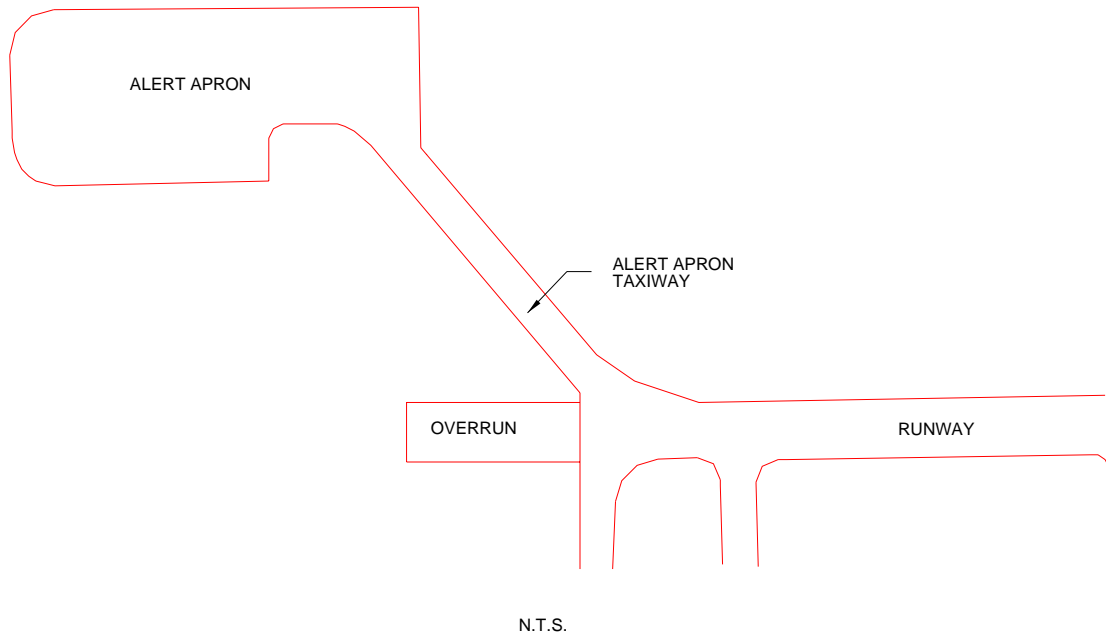 ALERT APRON
ALERT APRON
TAXIWAY
OVERRUN
RUNWAY
N.T.S.